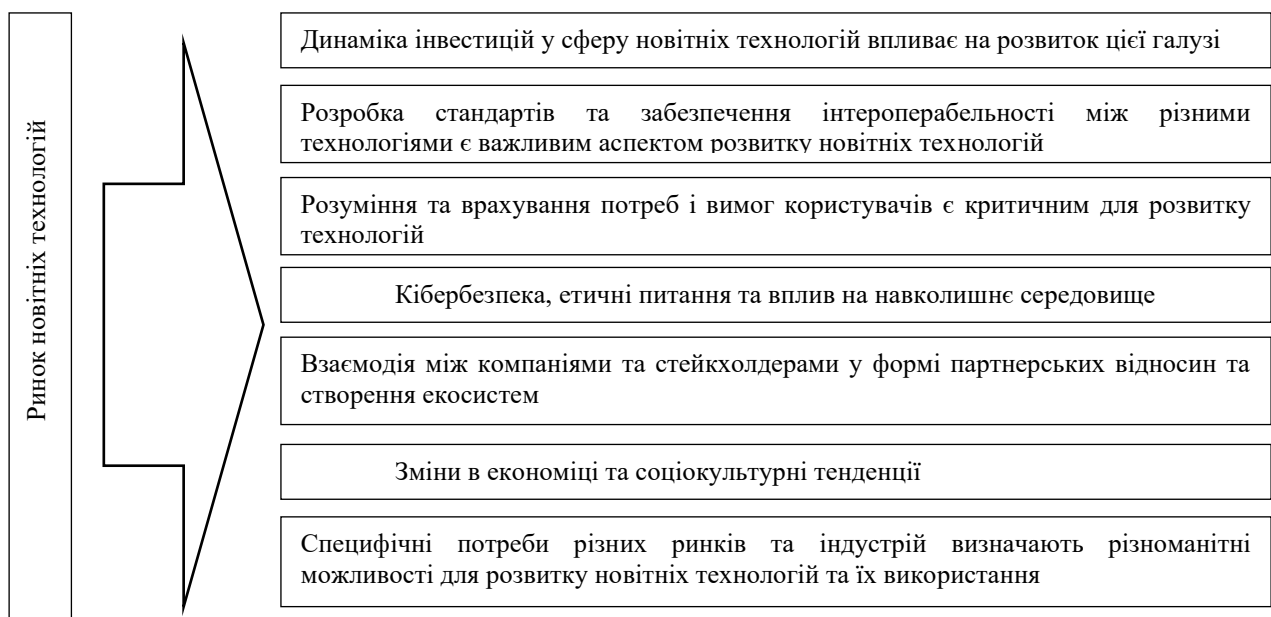 Ринок новітніх технологій
Динаміка інвестицій у сферу новітніх технологій впливає на розвиток цієї галузі
Розробка стандартів та забезпечення інтероперабельності між різними
технологіями є важливим аспектом розвитку новітніх технологій
Розуміння та врахування потреб і вимог користувачів є критичним для розвитку
технологій
Кібербезпека, етичні питання та вплив на навколишнє середовище
Взаємодія між компаніями та стейкхолдерами у формі партнерських відносин та
створення екосистем
Зміни в економіці та соціокультурні тенденції
Специфічні потреби різних ринків та індустрій визначають різноманітні
можливості для розвитку новітніх технологій та їх використання